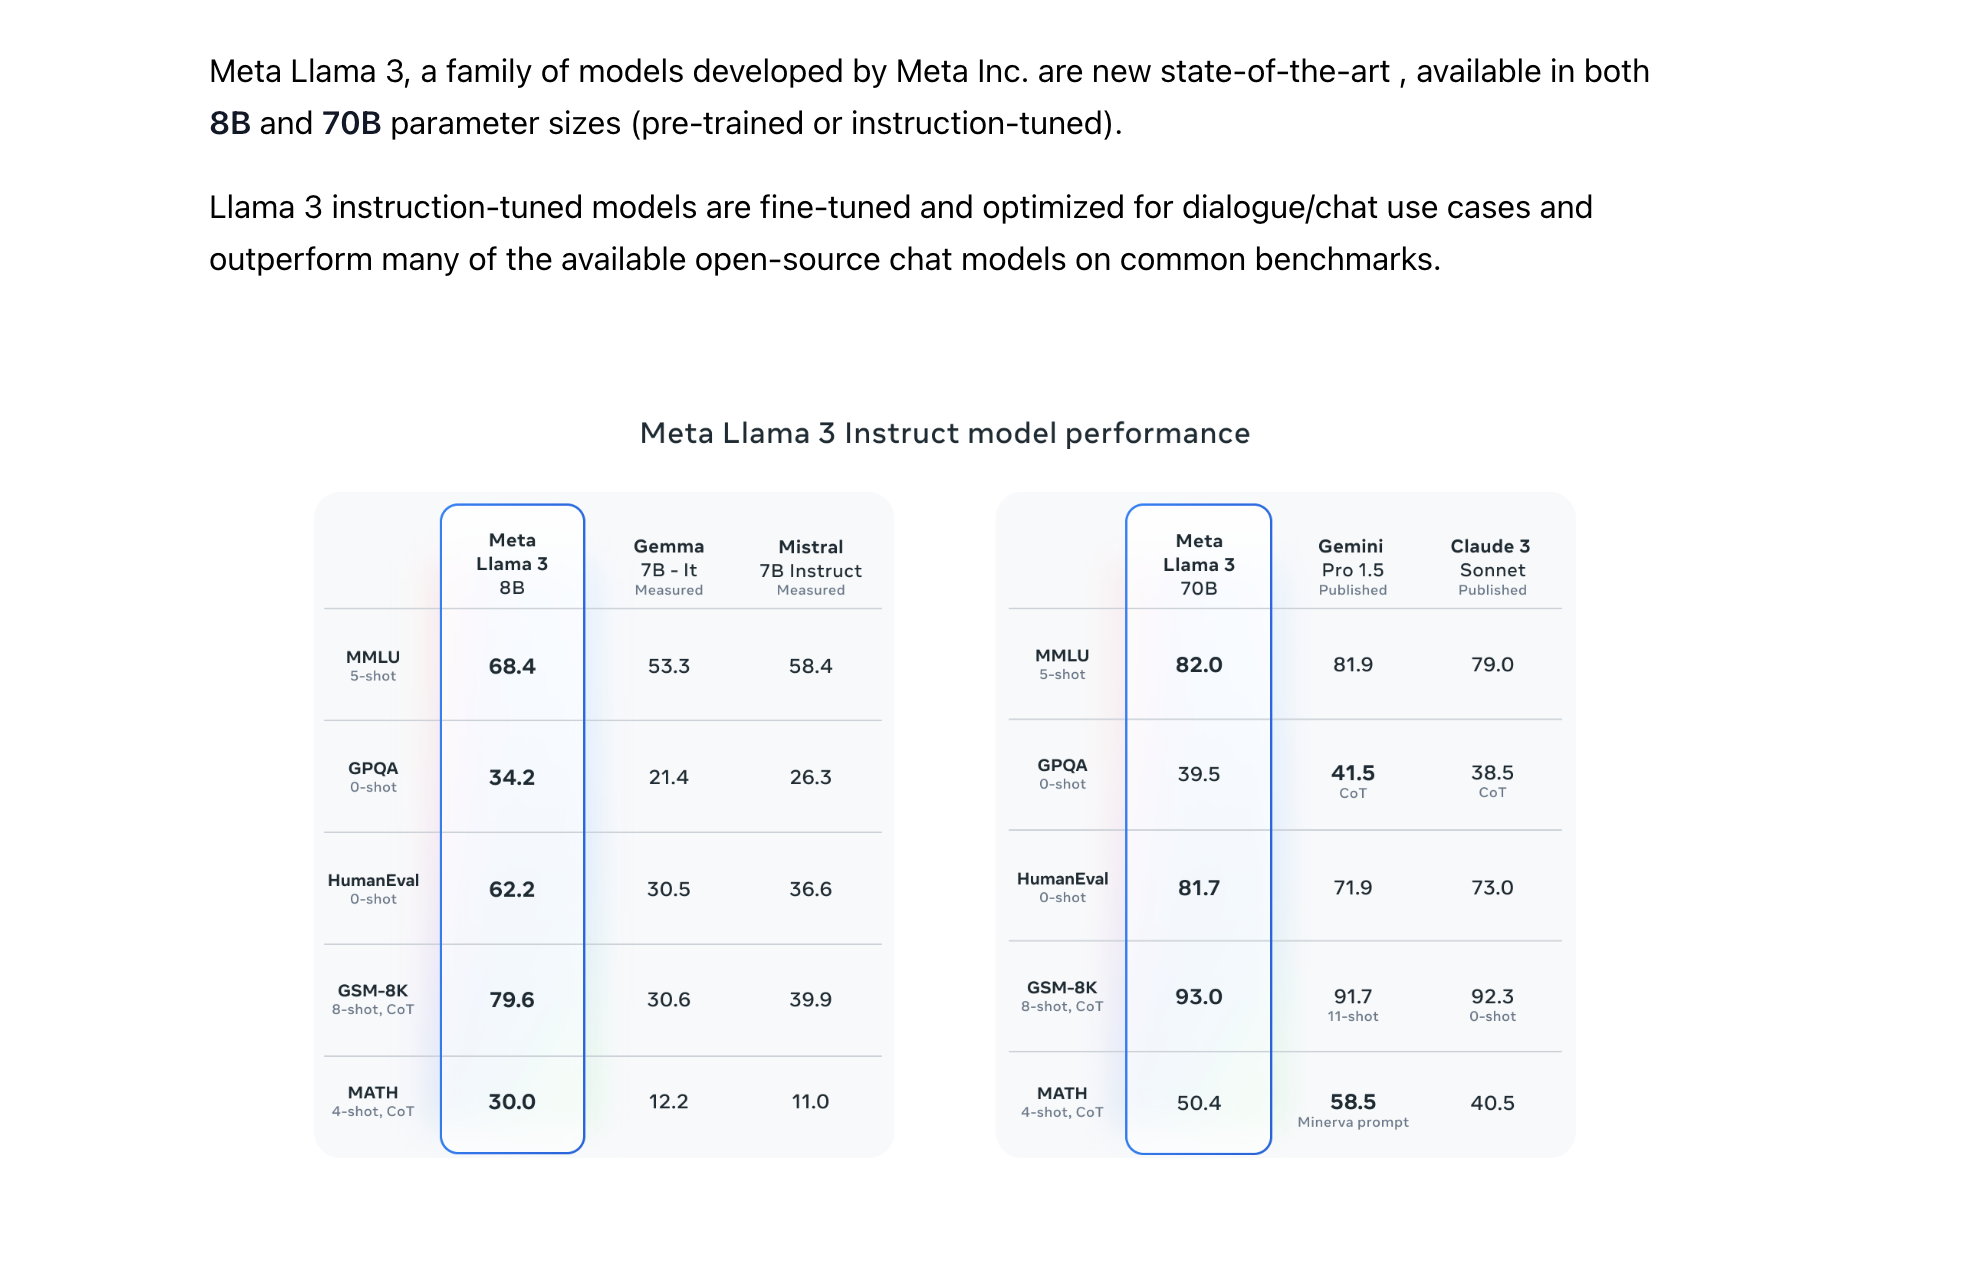 Meta Llama 3, a family of models developed by Meta Inc. are new state-of-the-art , available in both
8B and 70B parameter sizes (pre-trained or instruction-tuned).
Llama 3 instruction-tuned models are fine-tuned and optimized for dialogue/chat use cases and
outperform many of the available open-source chat models on common benchmarks.
Meta Llama 3 Instruct model performance
Meta
Llama 3
8B
Gemma
7B - It
Measured
Mistral
7B Instruct
Measured
MMLU
5-shot
68.4
53.3
58.4
GPQA
0-shot
34.2
21.4
26.3
HumanEval
0-shot
62.2
30.5
36.6
GSM-8K
8-shot, CoT
79.6
30.6
39.9
MATH
4-shot, CoT
30.0
12.2
11.0
Meta
Llama 3
70B
Gemini
Pro 1.5
Published
Claude 3
Sonnet
Published
MMLU
5-shot
82.0
81.9
79.0
GPQA
0-shot
39.5
41.5
CoT
38.5
CoT
HumanEval
0-shot
81.7
71.9
73.0
GSM-8K
8-shot, CoT
93.0
91.7
11-shot
92.3
0-shot
MATH
4-shot, CoT
50.4
58.5
Minerva prompt
40.5